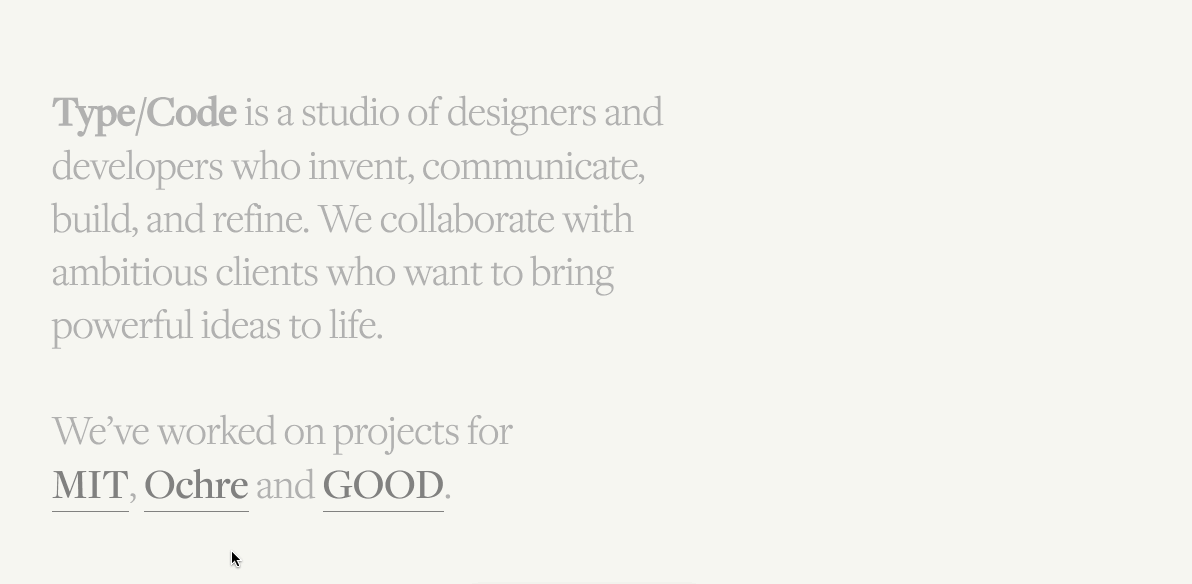 Type/Code is a studio of designers and
developers who invent, communicate,
build, and refine. We collaborate with
ambitious clients who want to bring
powerful ideas to life.
We’ve worked on projects for
MIT, Ochre and GOOD.